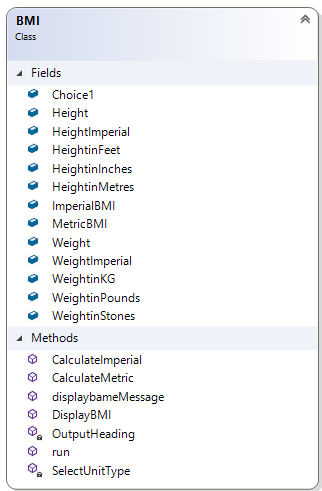 BMI
Class
Fields
Choice1
Height
HeightImperial
HeightinFeet
HeightinInches
HeightinMetres
ImperialBMI
MetricBMI
Weight
WeightImperial
WeightinKG
WeightinPounds
WeightinStones
Methods
CalculateImperial
CalculateMetric
displaybameMessage
DisplayBMI
OutputHeading
run
SelectUnitType